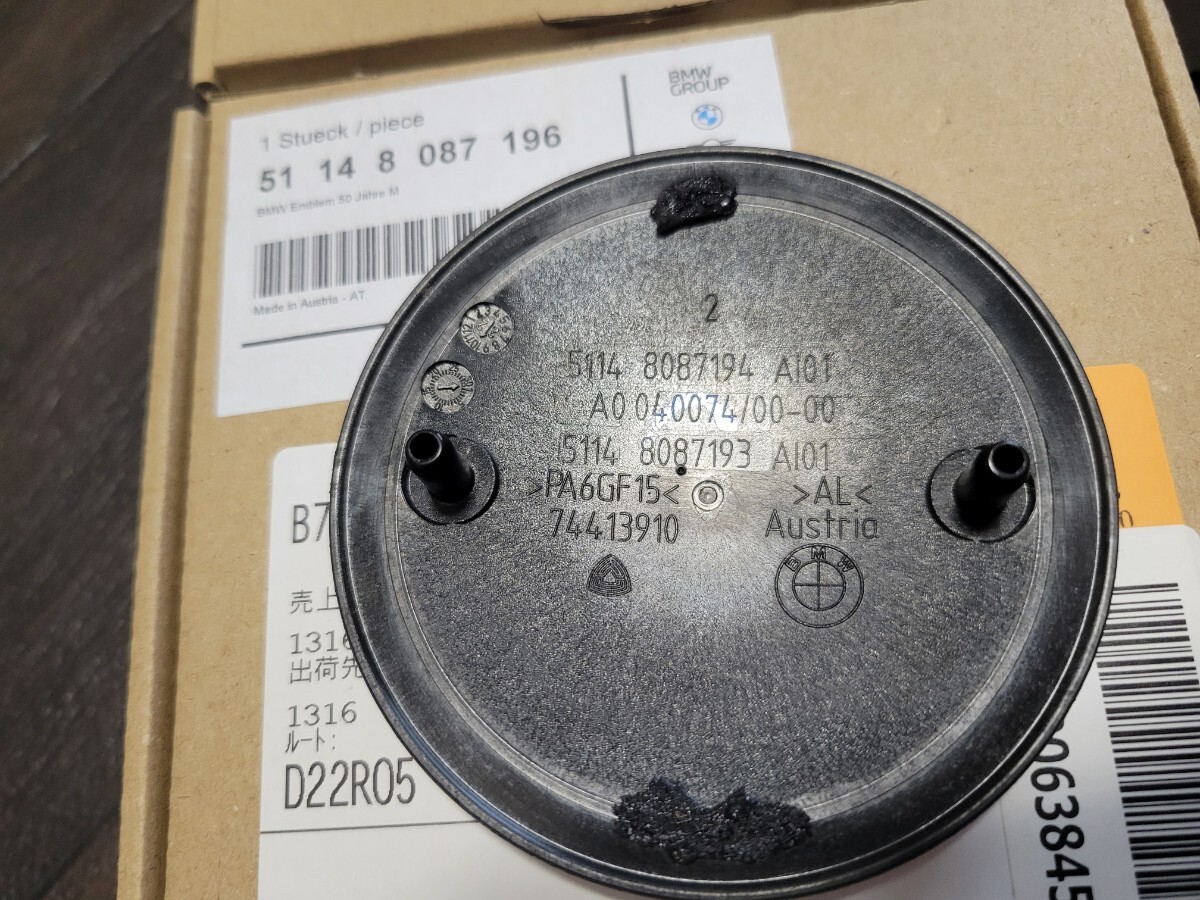 1 Stueck / piece
51 14 8 087 196
BMW Emblem 50 Jahre M
Made in Austria - AT
BMW
GROUP
2
5114 8087194 AI01
A0 040074/00-00
5114 8087193 AI01
>PA6GF15< >AL<
74413910 Austria
BMW
B7
売上
1316
出荷先
1316
ルート:
D22R05
063845